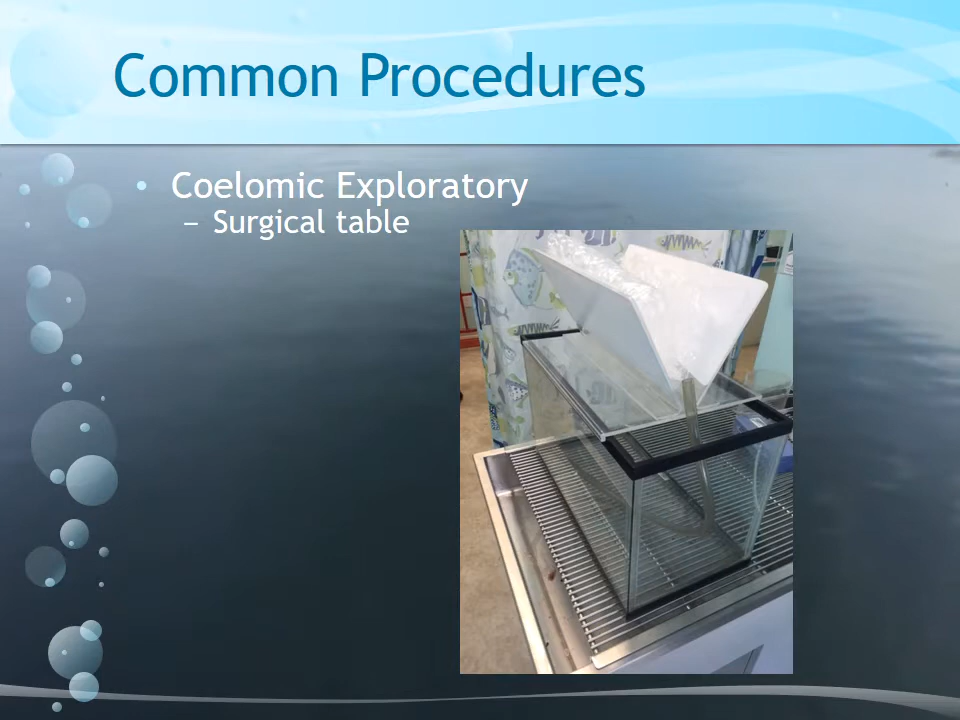 Common Procedures
• Coelomic Exploratory
– Surgical table